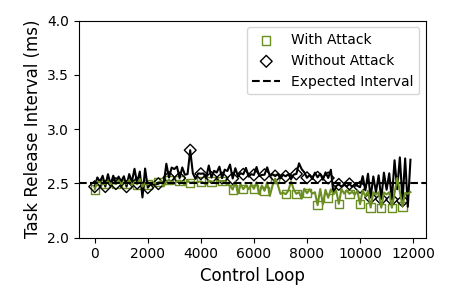 Task Release Interval (ms)
4.0
3.5
3.0
2.5
2.0
With Attack
Without Attack
Expected Interval
0 2000 4000 6000 8000 10000 12000
Control Loop